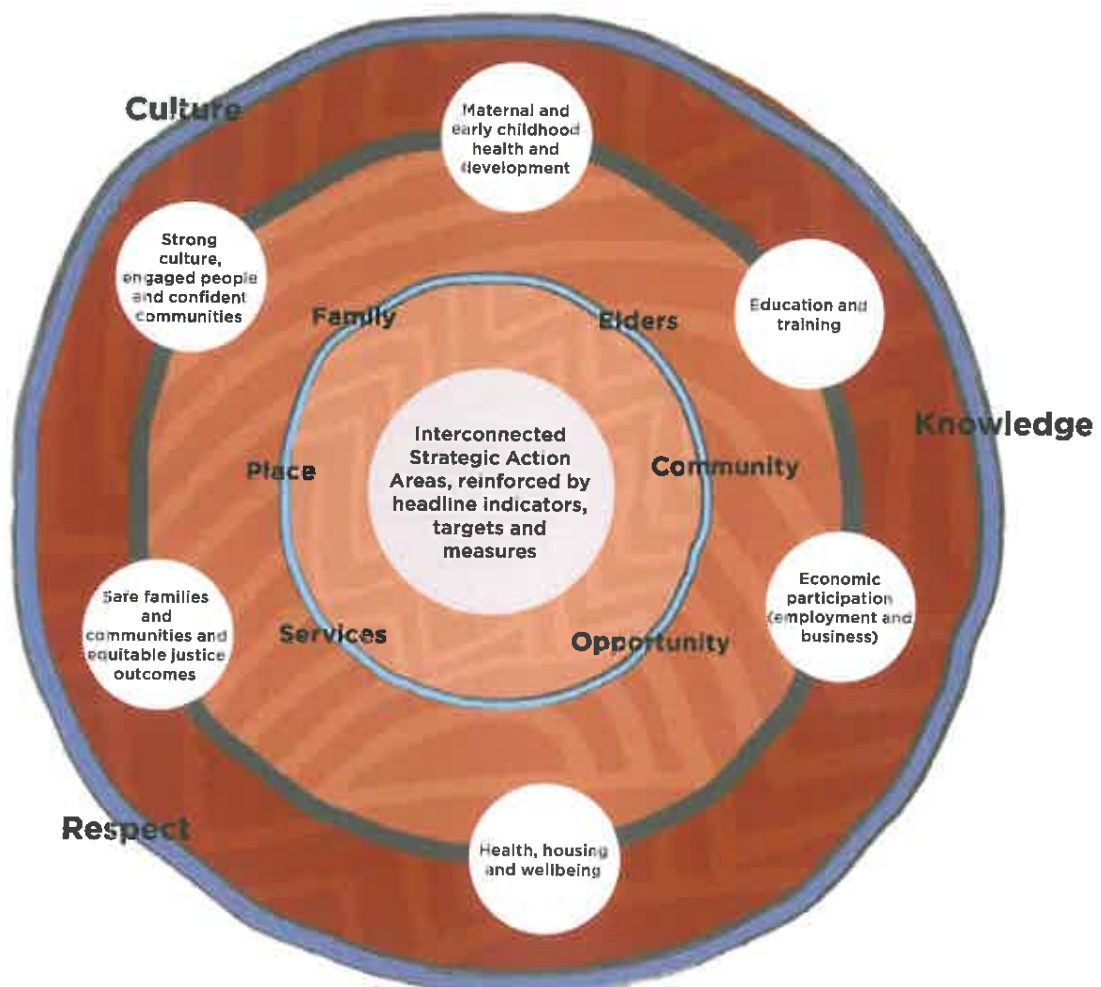 Culture
Maternal and
early childhood
health and
development
Strong
culture,
engaged people
and confident
communities
Education and
training
Family
Elders
Knowledge
Interconnected
Strategic Action
Areas, reinforced by
headline indicators,
targets and
measures
Place
Community
Safe families
and
communities and
equitable justice
outcomes
Economic
participation
(employment and
business)
Services
Opportunity
Respect
Health, housing
and wellbeing